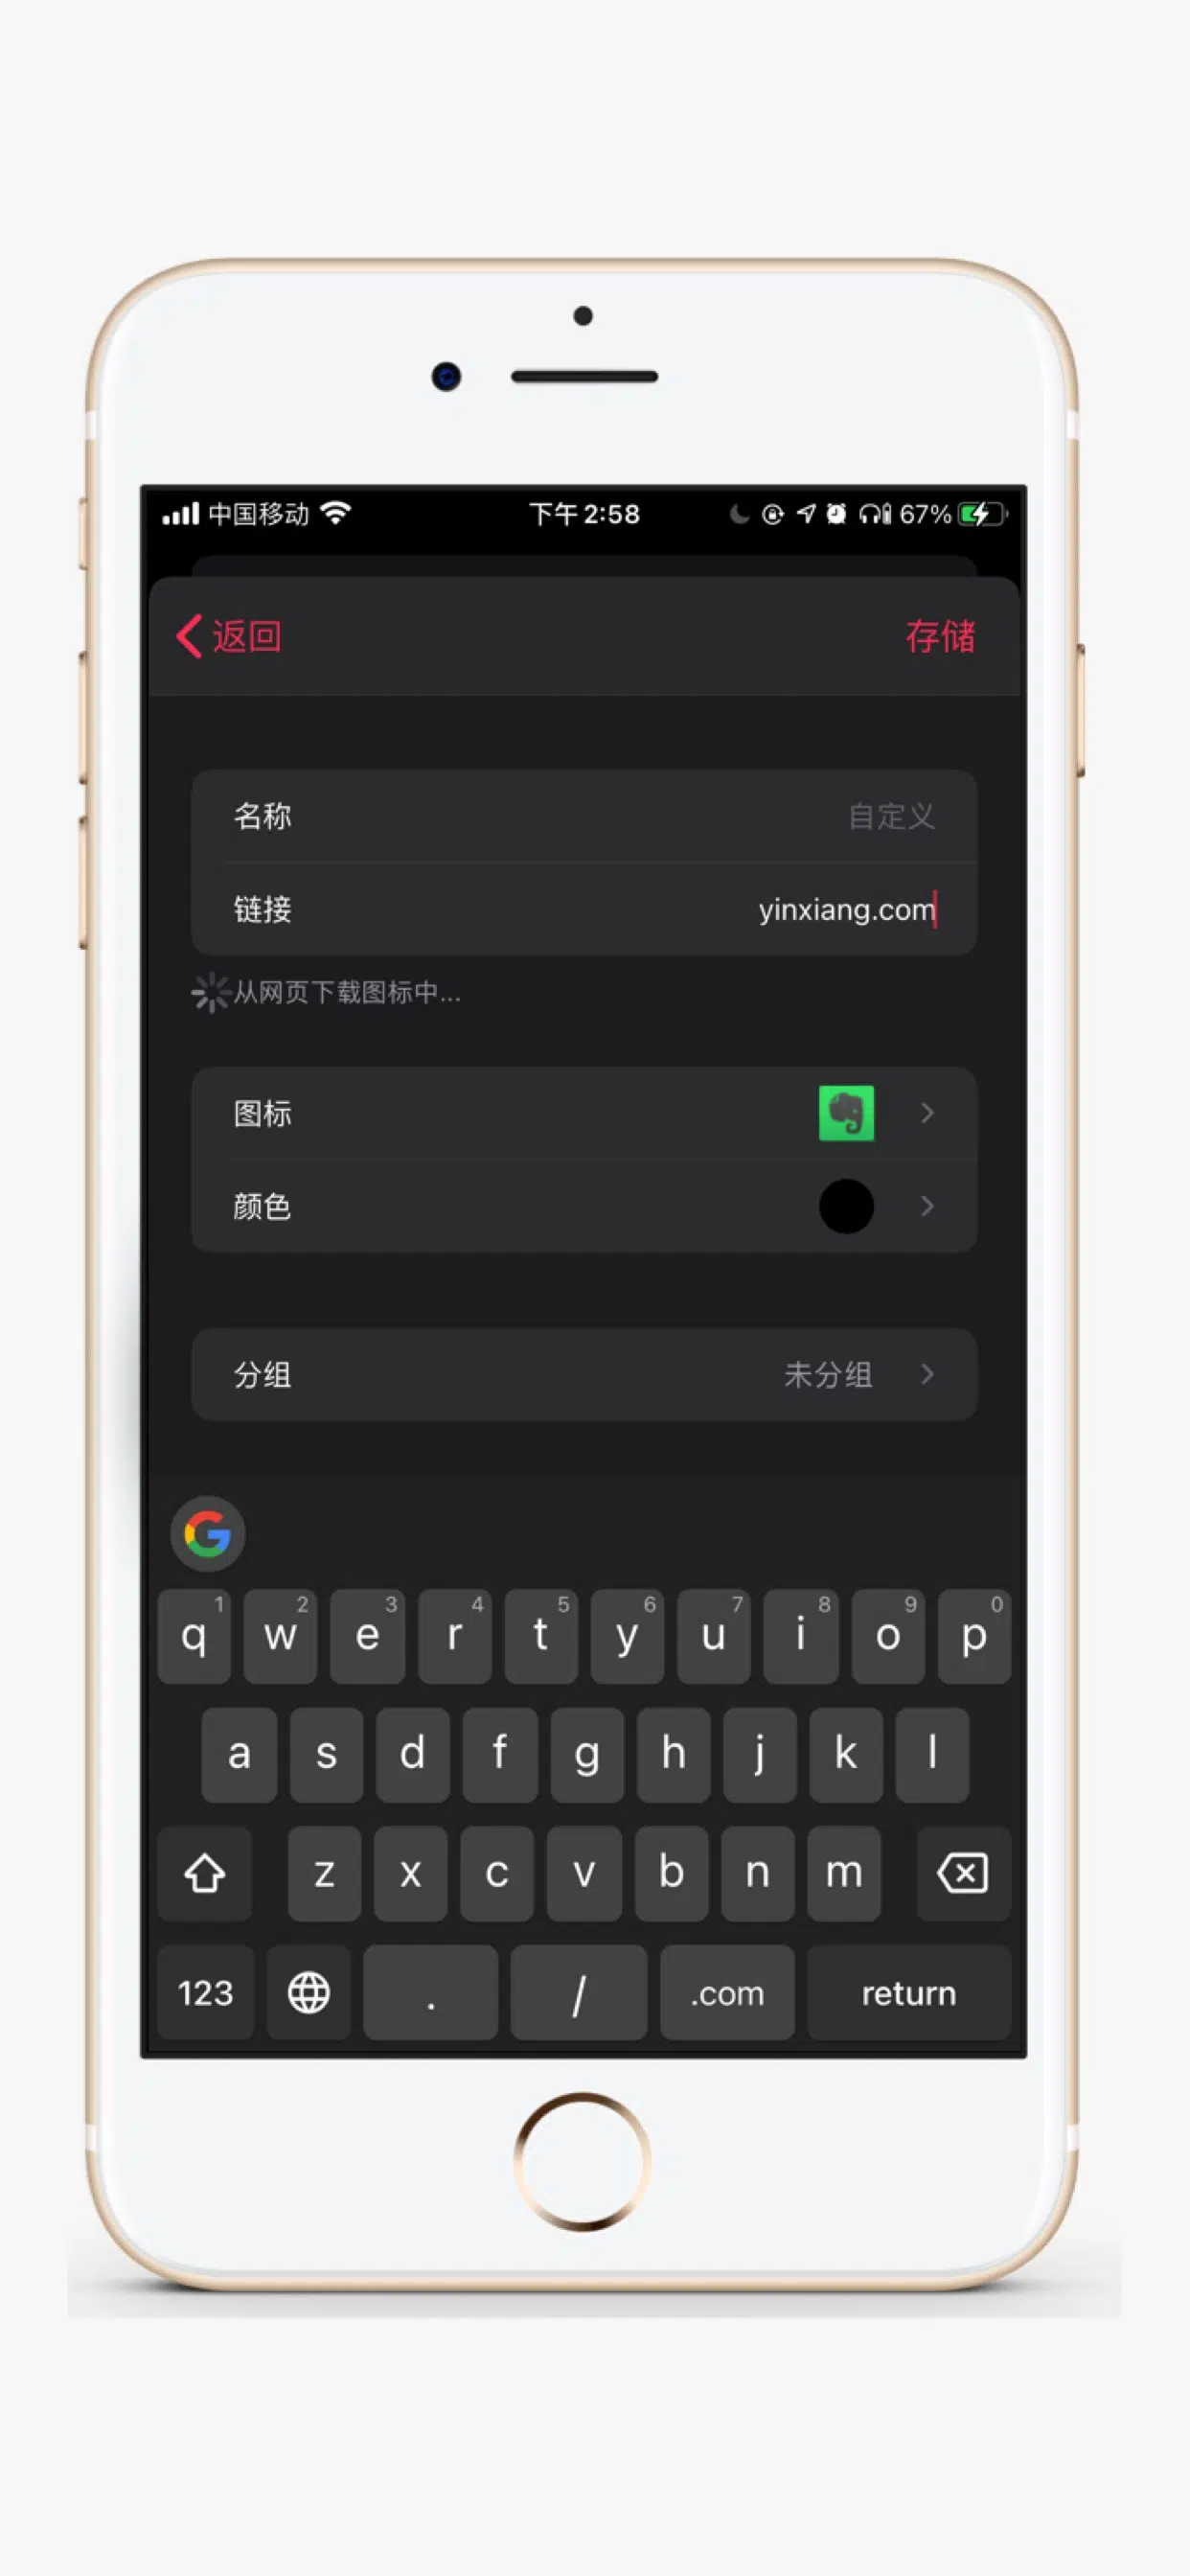 中国移动 下午 2:58 67%
返回 存储
名称 自定义
链接 yinxiang.com
从网页下载图标中...
图标
颜色
分组 未分组
1 2 3 4 5 6 7 8 9 0
q w e r t y u i o p
a s d f g h j k l
z x c v b n m
123 . / .com return